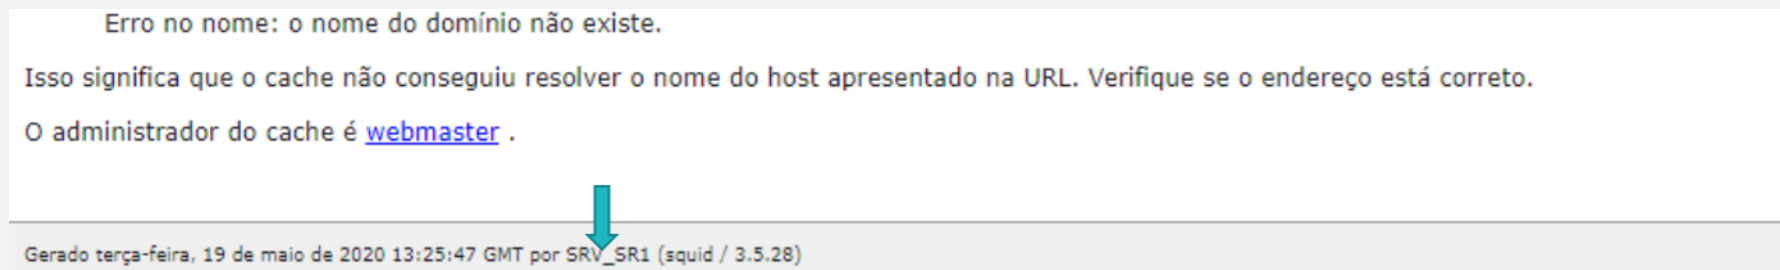 Erro no nome: o nome do domínio não existe.
Isso significa que o cache não conseguiu resolver o nome do host apresentado na URL. Verifique se o endereço está correto.
O administrador do cache é webmaster .
Gerado terça-feira, 19 de maio de 2020 13:25:47 GMT por SRV_SR1 (squid / 3.5.28)